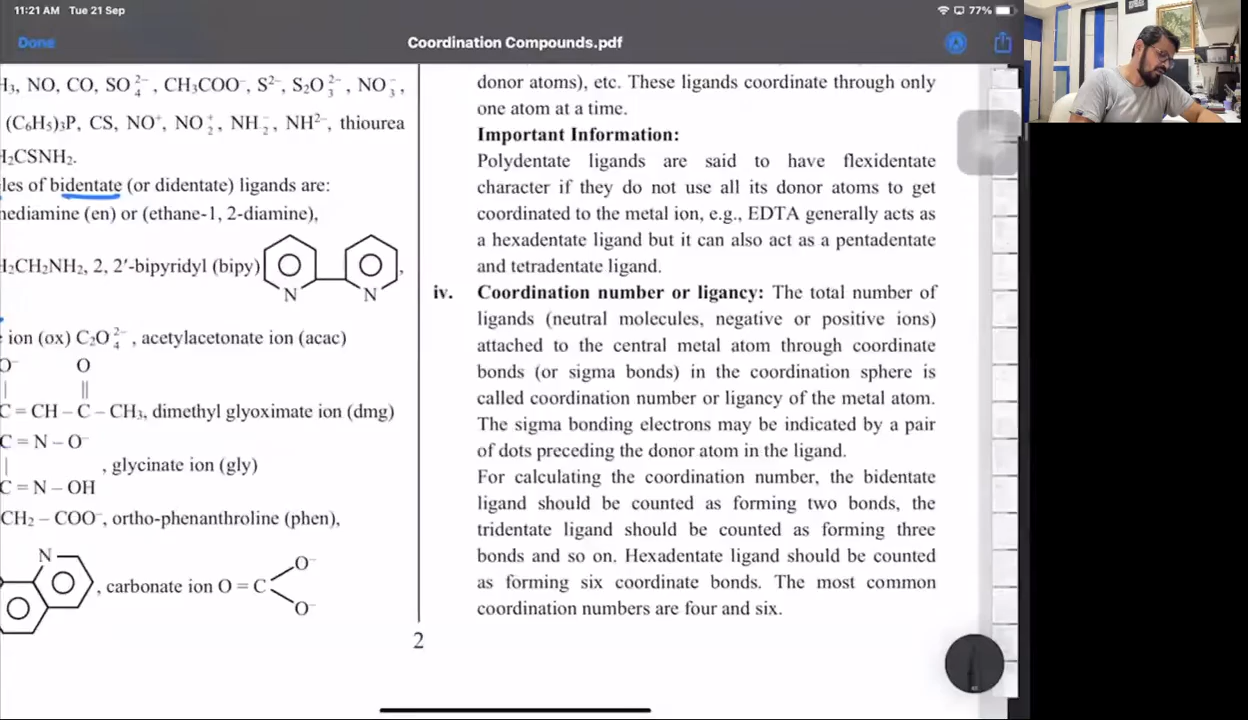 11:21 AM Tue 21 Sep
77%
Done
Coordination Compounds.pdf
H₃, NO, CO, SO₄²⁻, CH₃COO⁻, S²⁻, S₂O₃²⁻, NO₃⁻,
(C₆H₅)₃P, CS, NO⁺, NO₂⁺, NH₂⁻, NH²⁻, thiourea
H₂CSNH₂.
les of bidentate (or didentate) ligands are:
nediamine (en) or (ethane-1, 2-diamine),
H₂CH₂NH₂, 2, 2′-bipyridyl (bipy)
N N
ion (ox) C₂O₄²⁻, acetylacetonate ion (acac)
O⁻ O
C = CH – C – CH₃, dimethyl glyoximate ion (dmg)
C = N – O⁻
, glycinate ion (gly)
C = N – OH
CH₂ – COO⁻, ortho-phenanthroline (phen),
N
O⁻
, carbonate ion O = C
O⁻
donor atoms), etc. These ligands coordinate through only
one atom at a time.
Important Information:
Polydentate ligands are said to have flexidentate
character if they do not use all its donor atoms to get
coordinated to the metal ion, e.g., EDTA generally acts as
a hexadentate ligand but it can also act as a pentadentate
and tetradentate ligand.
iv. Coordination number or ligancy: The total number of
ligands (neutral molecules, negative or positive ions)
attached to the central metal atom through coordinate
bonds (or sigma bonds) in the coordination sphere is
called coordination number or ligancy of the metal atom.
The sigma bonding electrons may be indicated by a pair
of dots preceding the donor atom in the ligand.
For calculating the coordination number, the bidentate
ligand should be counted as forming two bonds, the
tridentate ligand should be counted as forming three
bonds and so on. Hexadentate ligand should be counted
as forming six coordinate bonds. The most common
coordination numbers are four and six.
2